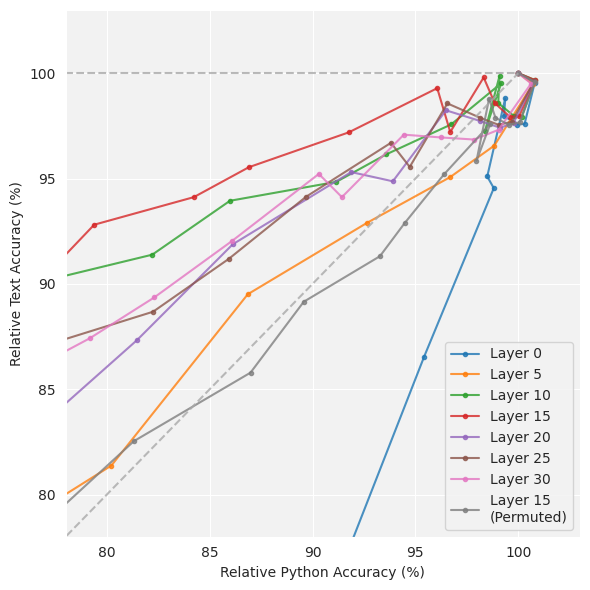 Relative Text Accuracy (%)
100
95
90
85
80
80 85 90 95 100
Relative Python Accuracy (%)
Layer 0
Layer 5
Layer 10
Layer 15
Layer 20
Layer 25
Layer 30
Layer 15
(Permuted)